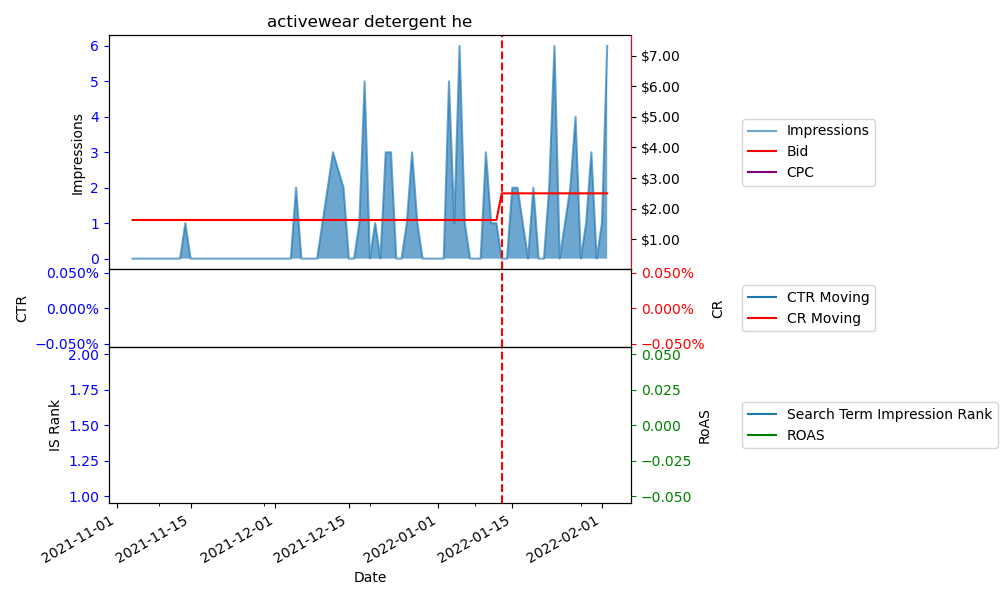 activewear detergent he
6
5
4
3
2
1
0
Impressions
$7.00
$6.00
$5.00
$4.00
$3.00
$2.00
$1.00
Impressions
Bid
CPC
0.050%
0.000%
−0.050%
CTR
0.050%
0.000%
−0.050%
CR
CTR Moving
CR Moving
2.00
1.75
1.50
1.25
1.00
IS Rank
0.050
0.025
0.000
−0.025
−0.050
RoAS
Search Term Impression Rank
ROAS
2021-11-01
2021-11-15
2021-12-01
2021-12-15
2022-01-01
2022-01-15
2022-02-01
Date